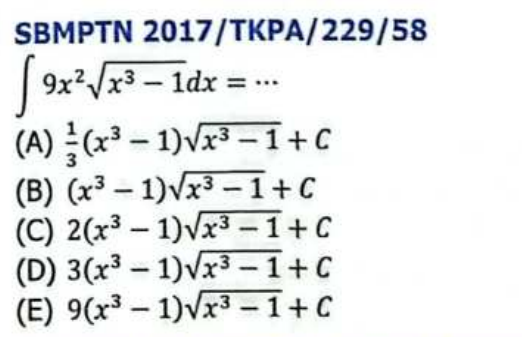 SBMPTN 2017/TKPA/229/58
∫ 9x²√(x³ − 1)dx = ⋯
(A) 1/3(x³ − 1)√(x³ − 1) + C
(B) (x³ − 1)√(x³ − 1) + C
(C) 2(x³ − 1)√(x³ − 1) + C
(D) 3(x³ − 1)√(x³ − 1) + C
(E) 9(x³ − 1)√(x³ − 1) + C